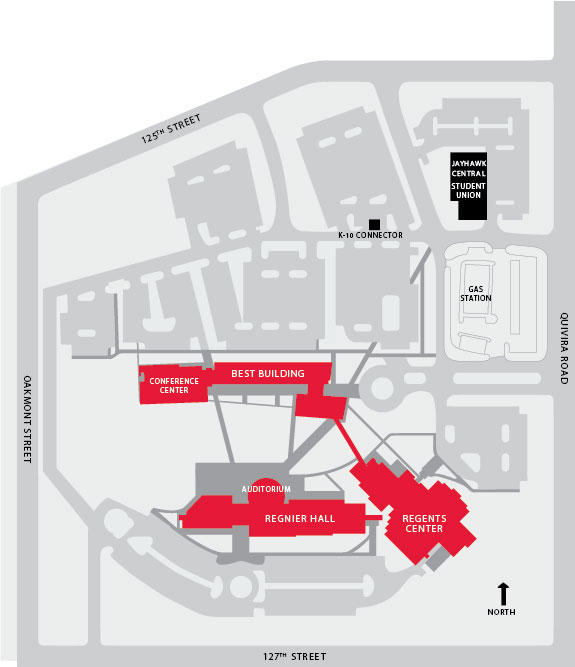 125TH STREET
JAYHAWK
CENTRAL
STUDENT
UNION
K-10 CONNECTOR
GAS
STATION
QUIVIRA ROAD
OAKMONT STREET
BEST BUILDING
CONFERENCE
CENTER
AUDITORIUM
REGNIER HALL
REGENTS
CENTER
NORTH
127TH STREET